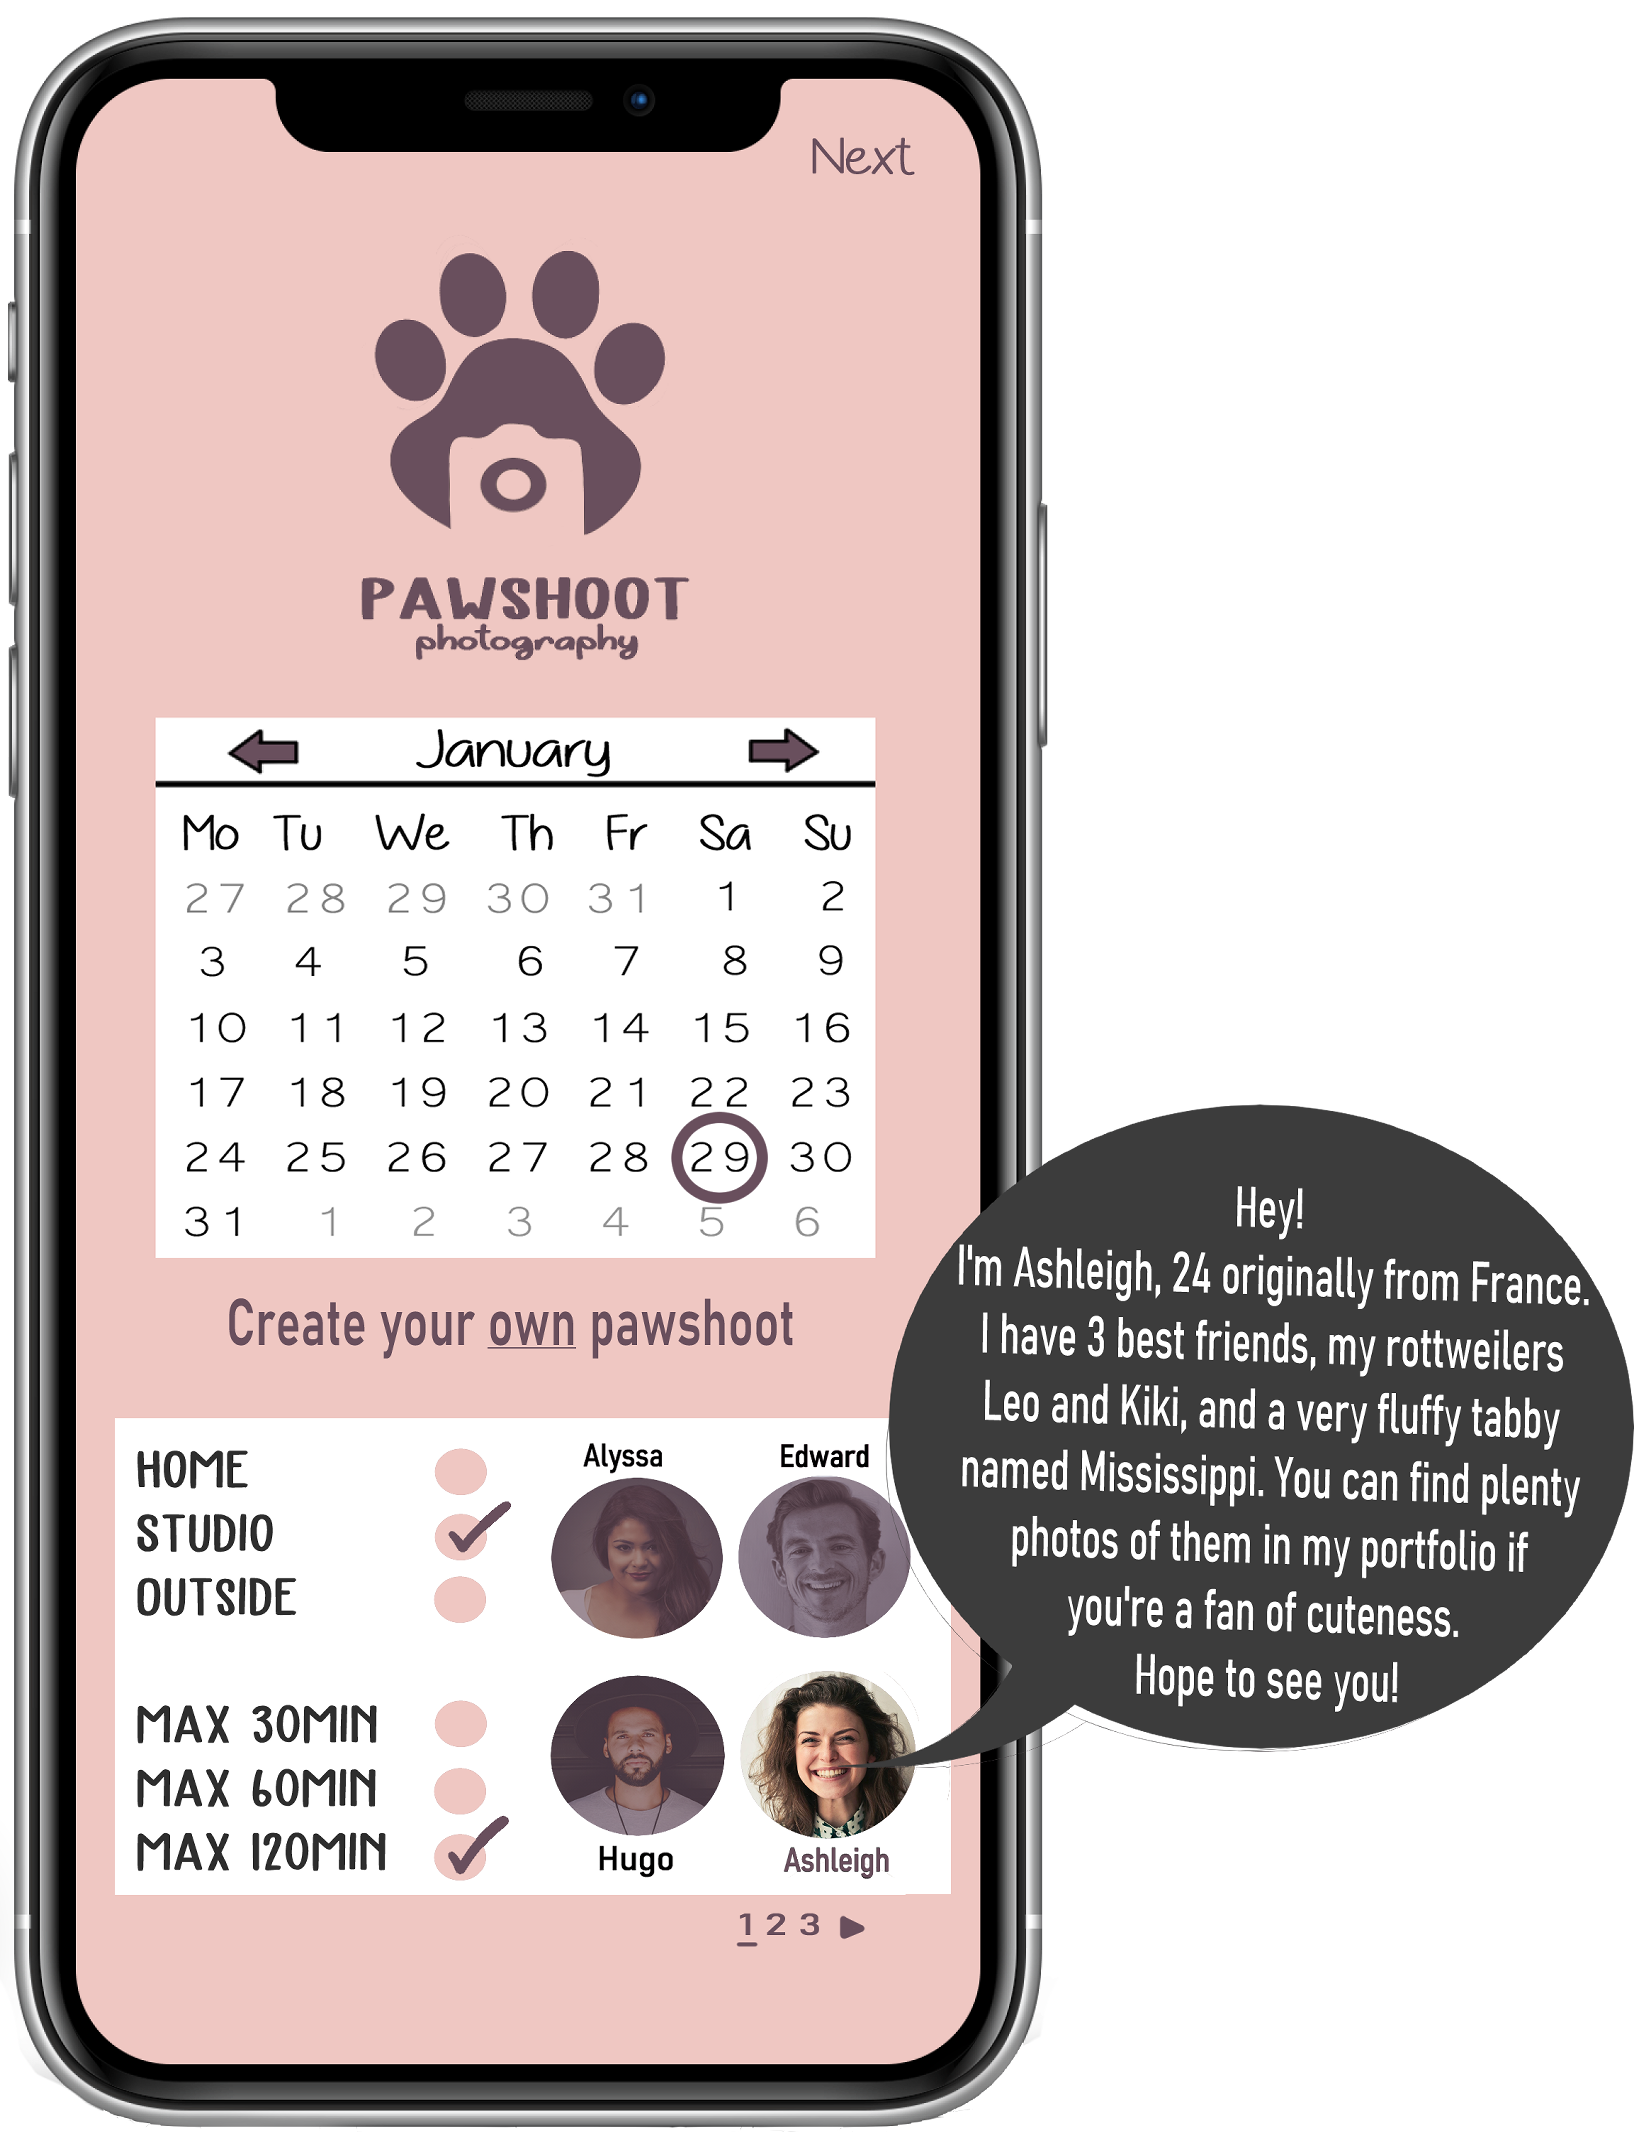 Next
PAWSHOOT
photography
January
Mo Tu We Th Fr Sa Su
27 28 29 30 31 1 2
3 4 5 6 7 8 9
10 11 12 13 14 15 16
17 18 19 20 21 22 23
24 25 26 27 28 29 30
31 1 2 3 4 5 6
Create your own pawshoot
HOME
STUDIO
OUTSIDE
MAX 30MIN
MAX 60MIN
MAX 120MIN
Alyssa
Edward
Hugo
Ashleigh
1 2 3
Hey!
I'm Ashleigh, 24 originally from France.
I have 3 best friends, my rottweilers
Leo and Kiki, and a very fluffy tabby
named Mississippi. You can find plenty
photos of them in my portfolio if
you're a fan of cuteness.
Hope to see you!